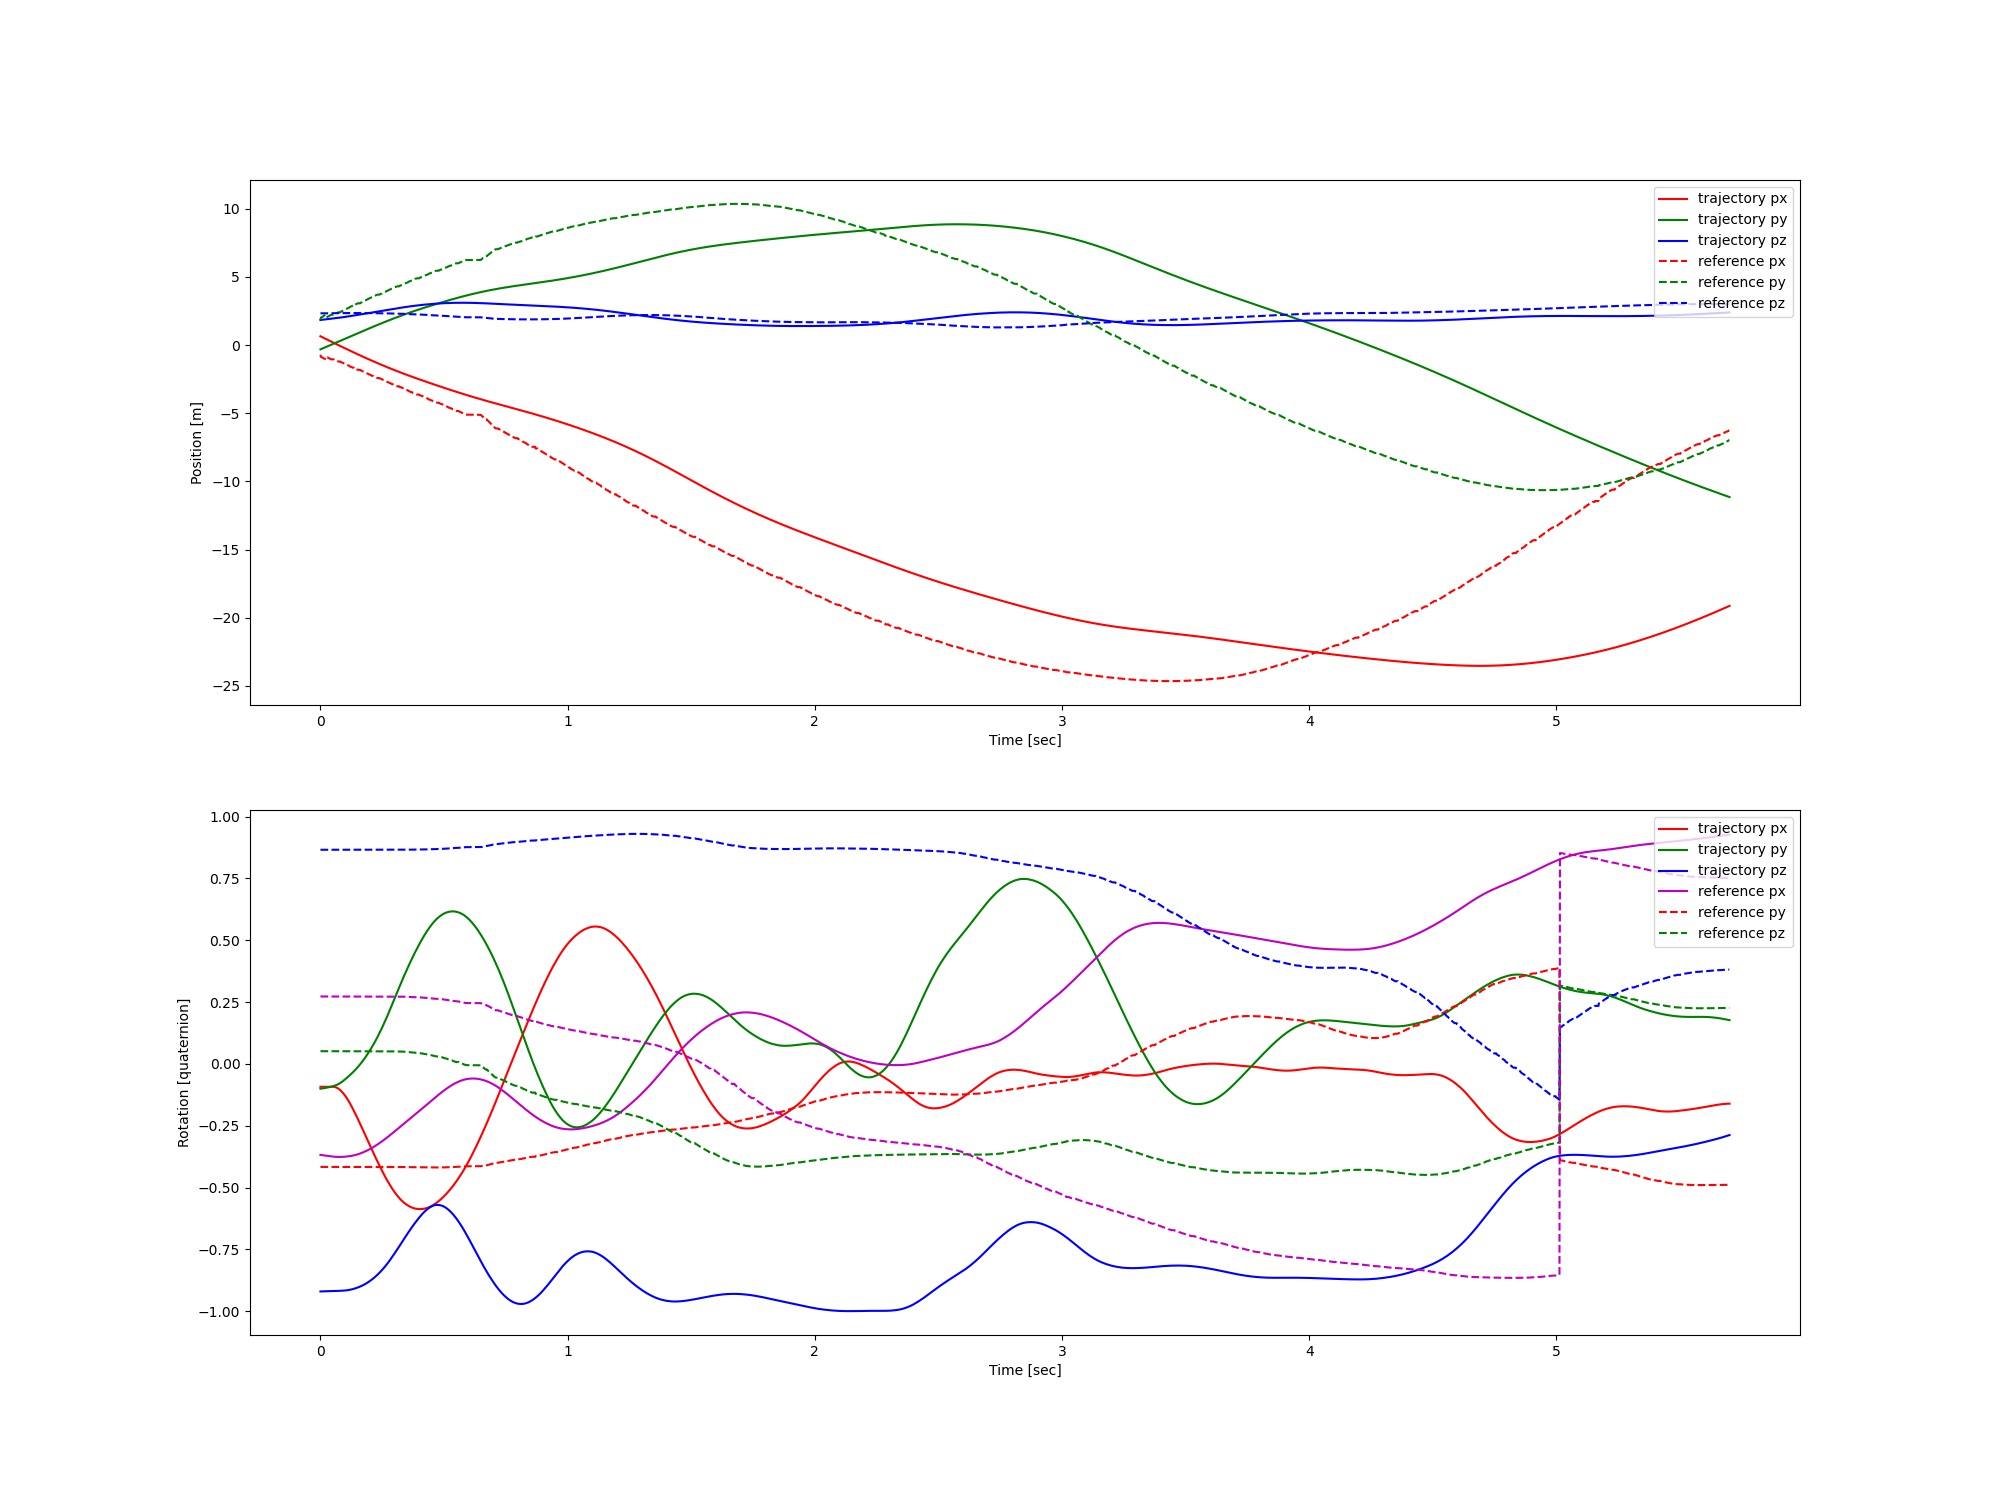 10
5
0
−5
−10
−15
−20
−25
Position [m]
trajectory px
trajectory py
trajectory pz
reference px
reference py
reference pz
0 1 2 3 4 5
Time [sec]
1.00
0.75
0.50
0.25
0.00
−0.25
−0.50
−0.75
−1.00
Rotation [quaternion]
trajectory px
trajectory py
trajectory pz
reference px
reference py
reference pz
0 1 2 3 4 5
Time [sec]